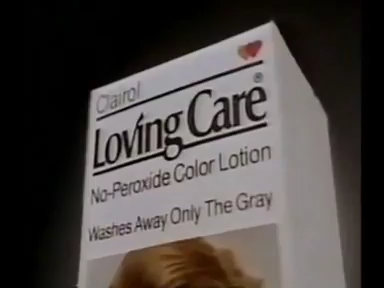 Clairol
Loving Care®
No-Peroxide Color Lotion
Washes Away Only The Gray